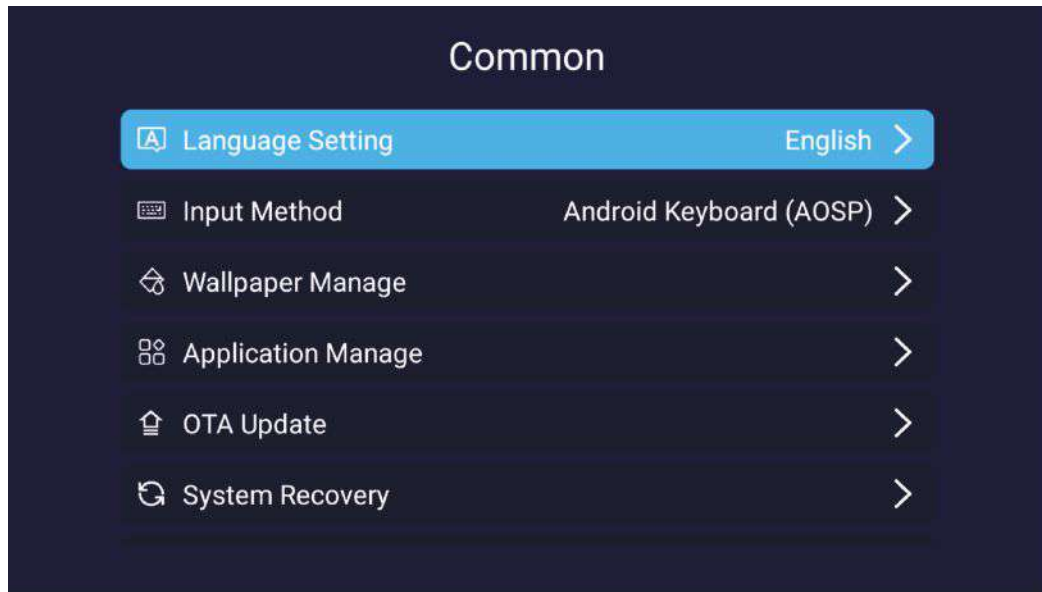 Common
Language Setting English
Input Method Android Keyboard (AOSP)
Wallpaper Manage
Application Manage
OTA Update
System Recovery